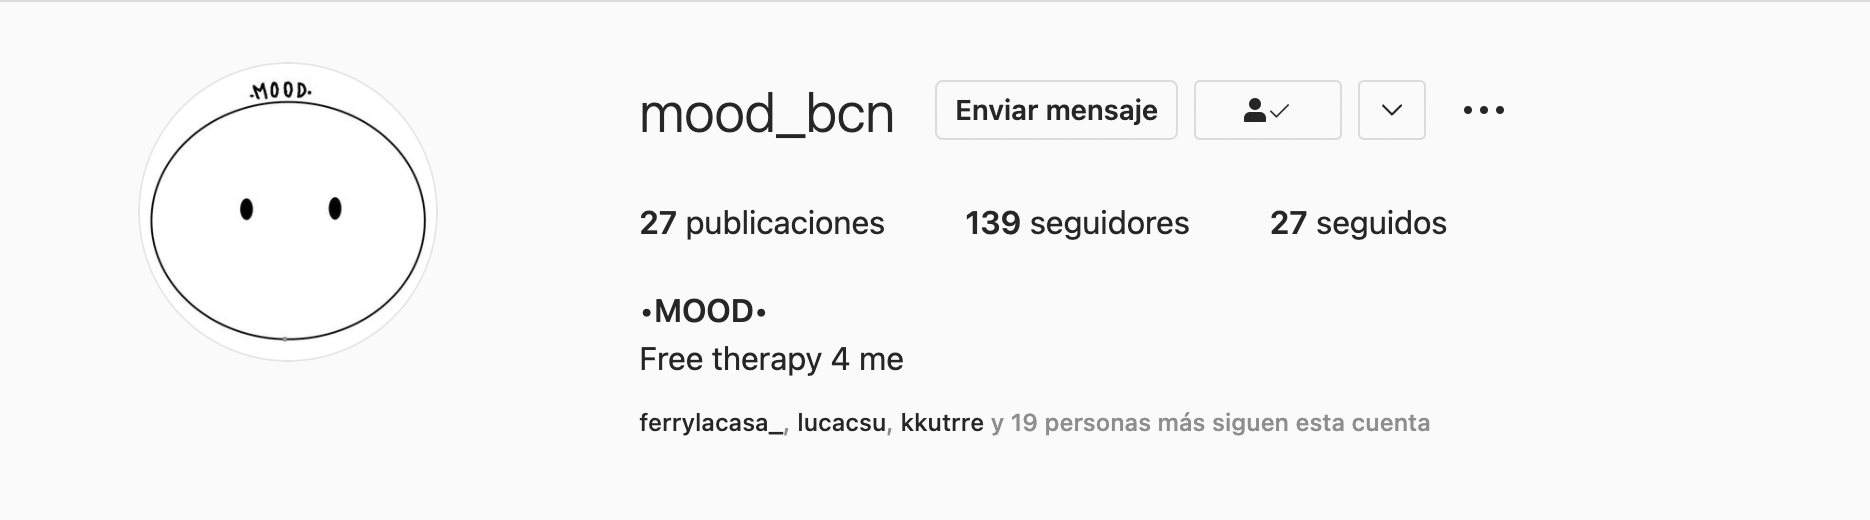 ·MOOD·
mood_bcn Enviar mensaje
27 publicaciones 139 seguidores 27 seguidos
•MOOD•
Free therapy 4 me
ferrylacasa_, lucacsu, kkutrre y 19 personas más siguen esta cuenta